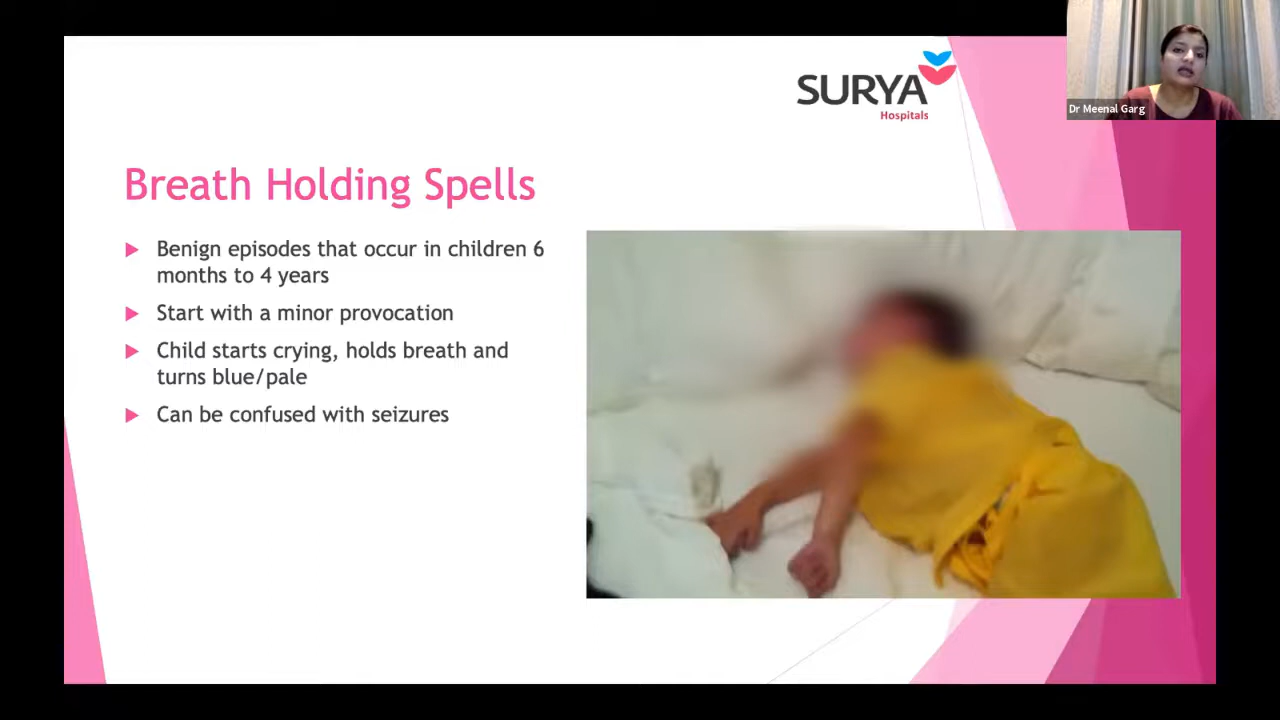 SURYA
Hospitals
Dr Meenal Garg
Breath Holding Spells
Benign episodes that occur in children 6
months to 4 years
Start with a minor provocation
Child starts crying, holds breath and
turns blue/pale
Can be confused with seizures